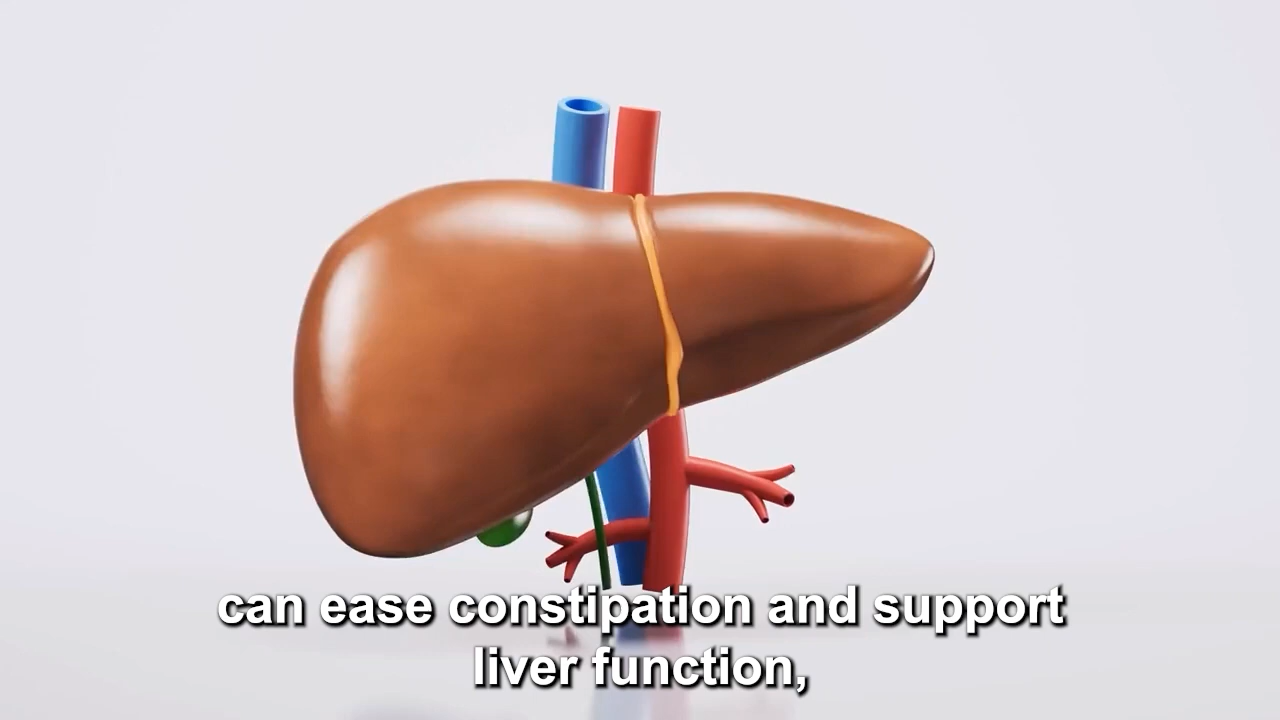 can ease constipation and support
liver function,